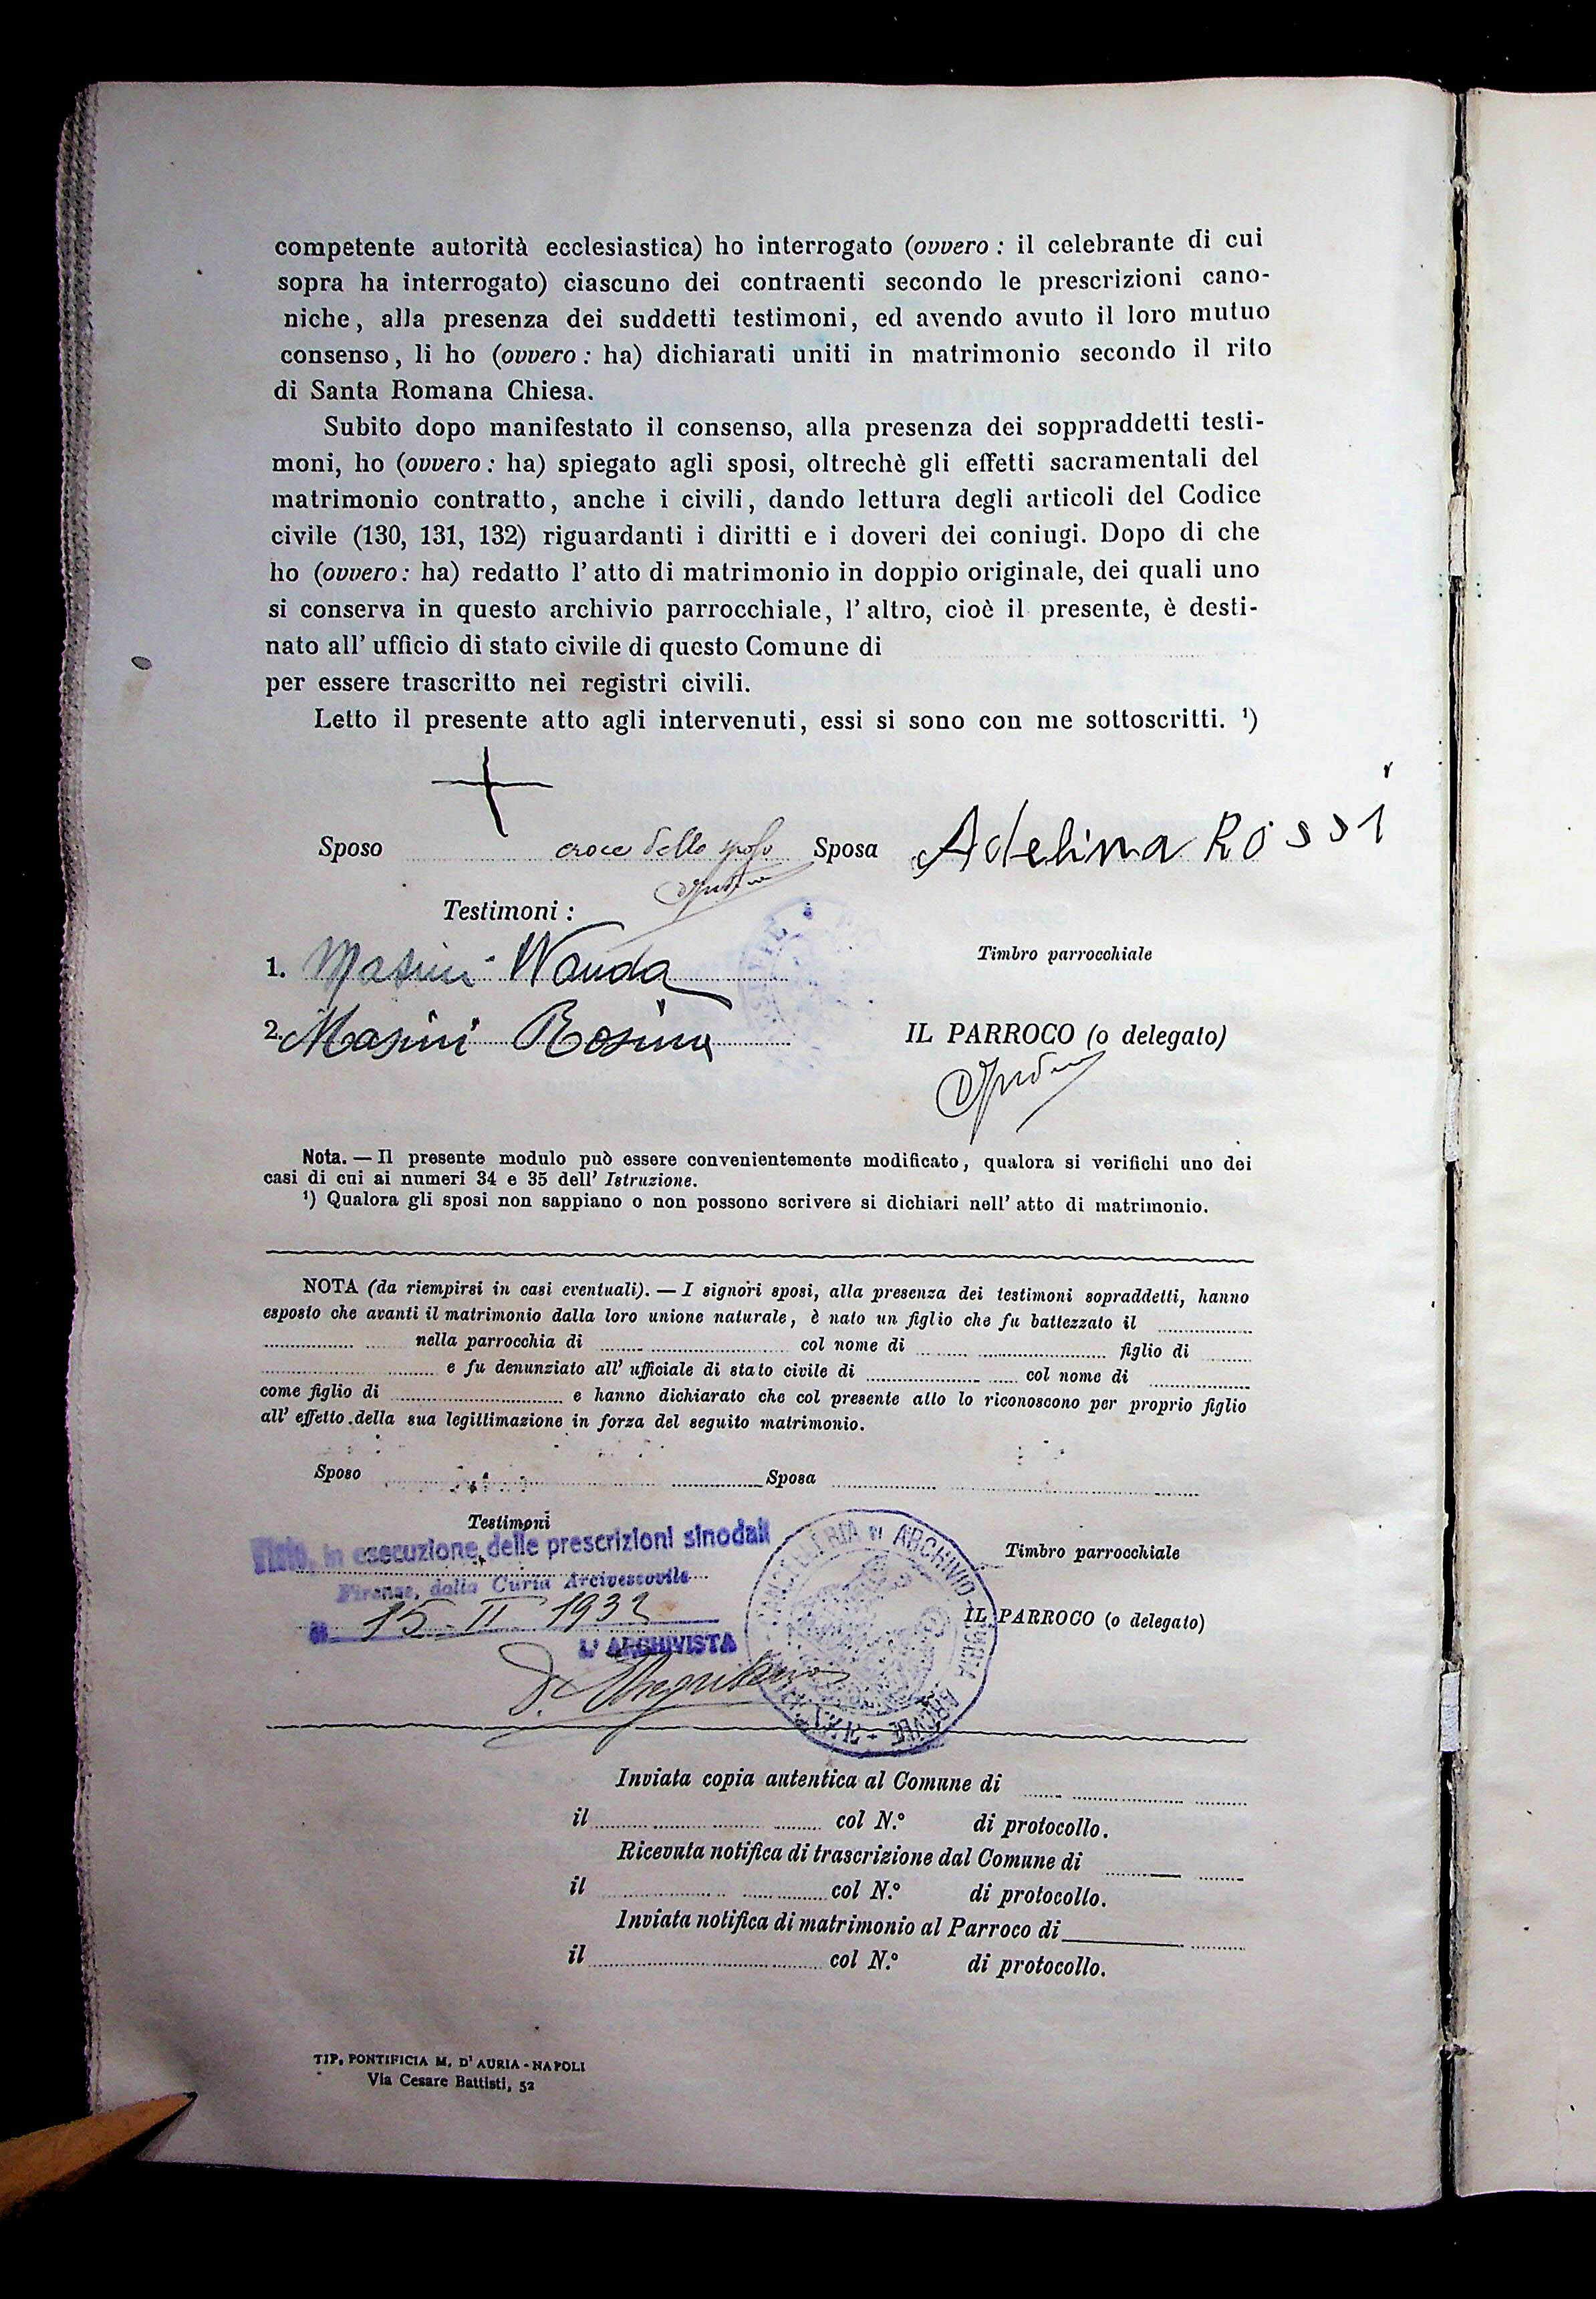 competente autorità ecclesiastica) ho interrogato (ovvero : il celebrante di cui
sopra ha interrogato) ciascuno dei contraenti secondo le prescrizioni cano-
niche, alla presenza dei suddetti testimoni, ed avendo avuto il loro mutuo
consenso, li ho (ovvero : ha) dichiarati uniti in matrimonio secondo il rito
di Santa Romana Chiesa.
Subito dopo manifestato il consenso, alla presenza dei soppraddetti testi-
moni, ho (ovvero : ha) spiegato agli sposi, oltrechè gli effetti sacramentali del
matrimonio contratto, anche i civili, dando lettura degli articoli del Codice
civile (130, 131, 132) riguardanti i diritti e i doveri dei coniugi. Dopo di che
ho (ovvero : ha) redatto l' atto di matrimonio in doppio originale, dei quali uno
si conserva in questo archivio parrocchiale, l' altro, cioè il presente, è desti-
nato all' ufficio di stato civile di questo Comune di
per essere trascritto nei registri civili.
Letto il presente atto agli intervenuti, essi si sono con me sottoscritti. ¹)
Sposo croce dello sposo Sposa Adelina Rossi
Testimoni :
1. Masini Wanda
Timbro parrocchiale
2. Masini Rosina
IL PARROCO (o delegato)
Nota. — Il presente modulo può essere convenientemente modificato, qualora si verifichi uno dei
casi di cui ai numeri 34 e 35 dell' Istruzione.
¹) Qualora gli sposi non sappiano o non possono scrivere si dichiari nell' atto di matrimonio.
NOTA (da riempirsi in casi eventuali). — I signori sposi, alla presenza dei testimoni sopraddetti, hanno
esposto che avanti il matrimonio dalla loro unione naturale, è nato un figlio che fu battezzato il
nella parrocchia di col nome di figlio di
e fu denunziato all' ufficiale di stato civile di col nome di
come figlio di e hanno dichiarato che col presente atto lo riconoscono per proprio figlio
all' effetto della sua legittimazione in forza del seguito matrimonio.
Sposo Sposa
Testimoni
Visto, in esecuzione delle prescrizioni sinodali
Timbro parrocchiale
Firenze, dalla Curia Arcivescovile
lì 15 - II 1932
IL PARROCO (o delegato)
L' ARCHIVISTA
CANCELLERIA E ARCHIVIO CURIA ARCIVE FIRENZE
Inviata copia autentica al Comune di
il col N.° di protocollo.
Ricevuta notifica di trascrizione dal Comune di
il col N.° di protocollo.
Inviata notifica di matrimonio al Parroco di
il col N.° di protocollo.
TIP. PONTIFICIA M. D' AURIA - NAPOLI
Via Cesare Battisti, 52